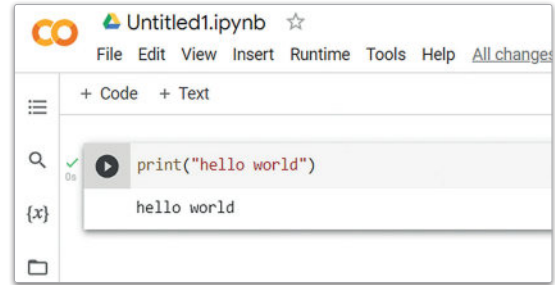 Untitled1.ipynb
File Edit View Insert Runtime Tools Help All changes
+ Code + Text
0s
print("hello world")
{x}
hello world